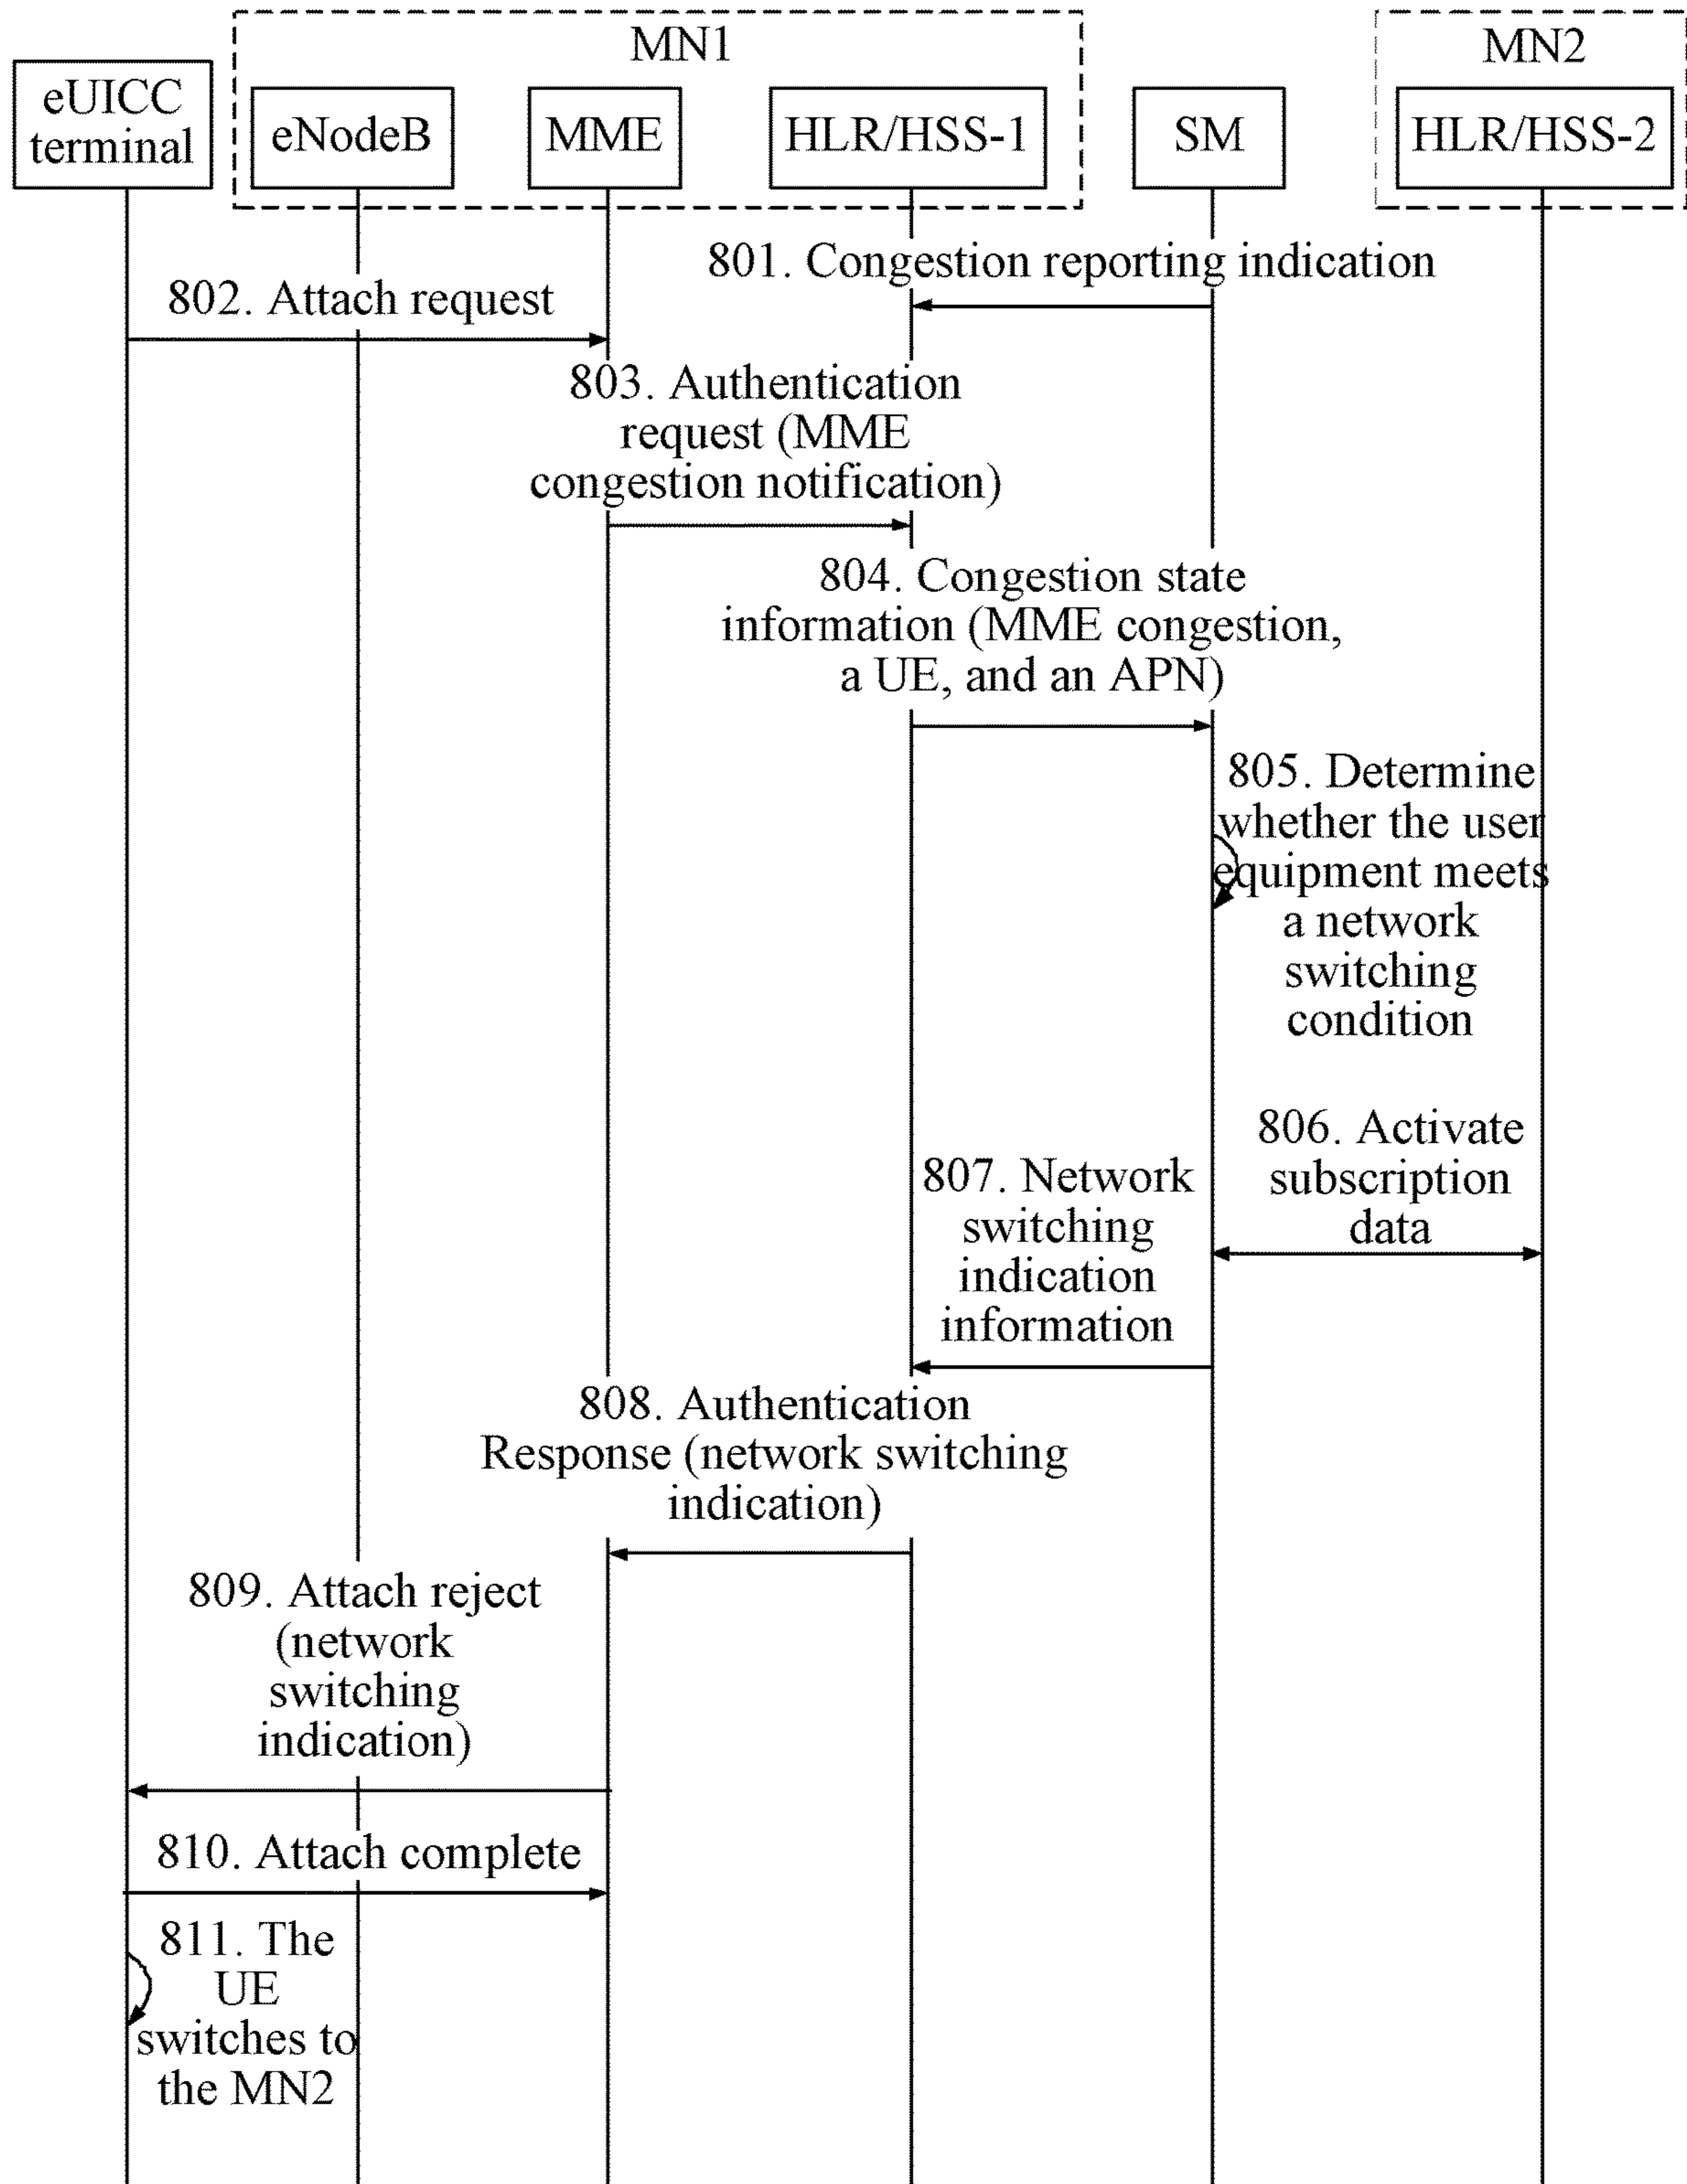 MN1
MN2
eUICC
terminal
eNodeB
MME
HLR/HSS-1
SM
HLR/HSS-2
801. Congestion reporting indication
802. Attach request
803. Authentication
request (MME
congestion notification)
804. Congestion state
information (MME congestion,
a UE, and an APN)
805. Determine
whether the user
equipment meets
a network
switching
condition
806. Activate
subscription
data
807. Network
switching
indication
information
808. Authentication
Response (network switching
indication)
809. Attach reject
(network
switching
indication)
810. Attach complete
811. The
UE
switches to
the MN2